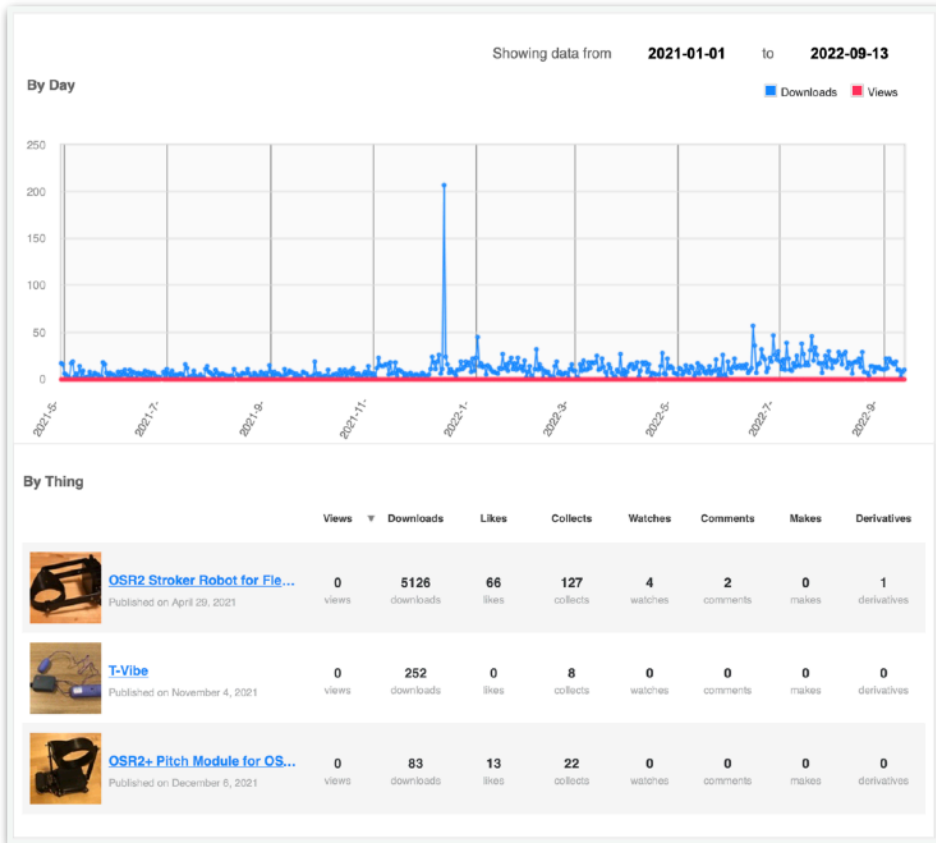 Showing data from 2021-01-01 to 2022-09-13
By Day
Downloads Views
250
200
150
100
50
0
2021-5-
2021-7-
2021-9-
2021-11-
2022-1-
2022-3-
2022-5-
2022-7-
2022-9-
By Thing
Views ▼ Downloads Likes Collects Watches Comments Makes Derivatives
OSR2 Stroker Robot for Fle... 0 5126 66 127 4 2 0 1
Published on April 29, 2021 views downloads likes collects watches comments makes derivatives
T-Vibe 0 252 0 8 0 0 0 0
Published on November 4, 2021 views downloads likes collects watches comments makes derivatives
OSR2+ Pitch Module for OS... 0 83 13 22 0 0 0 0
Published on December 6, 2021 views downloads likes collects watches comments makes derivatives